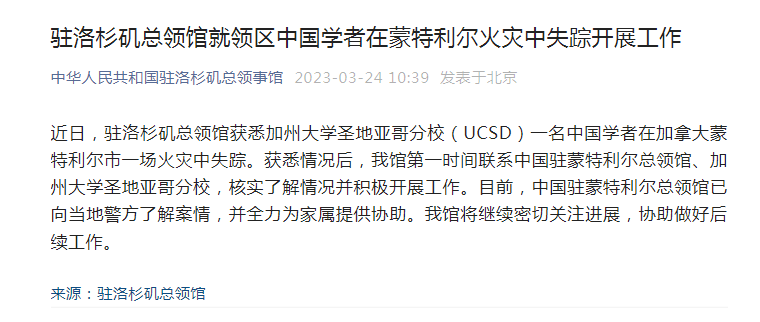 驻洛杉矶总领馆就领区中国学者在蒙特利尔火灾中失踪开展工作
中华人民共和国驻洛杉矶总领事馆 2023-03-24 10:39 发表于北京
近日，驻洛杉矶总领馆获悉加州大学圣地亚哥分校（UCSD）一名中国学者在加拿大蒙
特利尔市一场火灾中失踪。获悉情况后，我馆第一时间联系中国驻蒙特利尔总领馆、加
州大学圣地亚哥分校，核实了解情况并积极开展工作。目前，中国驻蒙特利尔总领馆已
向当地警方了解案情，并全力为家属提供协助。我馆将继续密切关注进展，协助做好后
续工作。
来源：驻洛杉矶总领馆